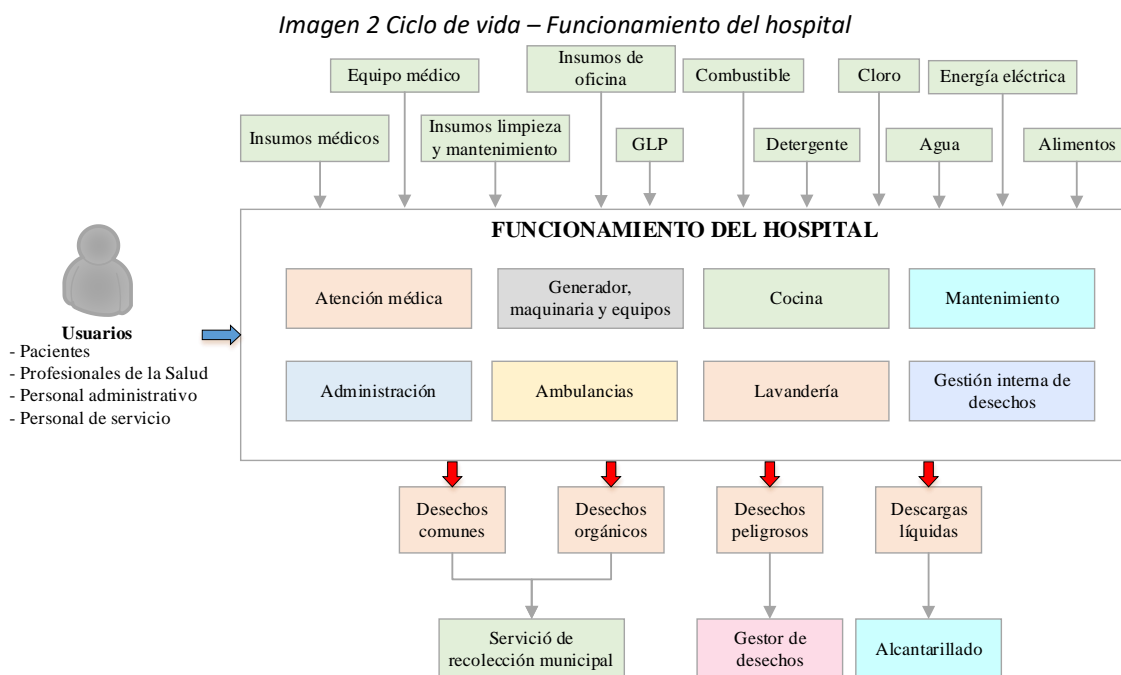 Imagen 2 Ciclo de vida – Funcionamiento del hospital
Equipo médico
Insumos de
oficina
Combustible
Cloro
Energía eléctrica
Insumos médicos
Insumos limpieza
y mantenimiento
GLP
Detergente
Agua
Alimentos
FUNCIONAMIENTO DEL HOSPITAL
Atención médica
Generador,
maquinaria y equipos
Cocina
Mantenimiento
Usuarios
- Pacientes
- Profesionales de la Salud
- Personal administrativo
- Personal de servicio
Administración
Ambulancias
Lavandería
Gestión interna de
desechos
Desechos
comunes
Desechos
orgánicos
Desechos
peligrosos
Descargas
líquidas
Servició de
recolección municipal
Gestor de
desechos
Alcantarillado